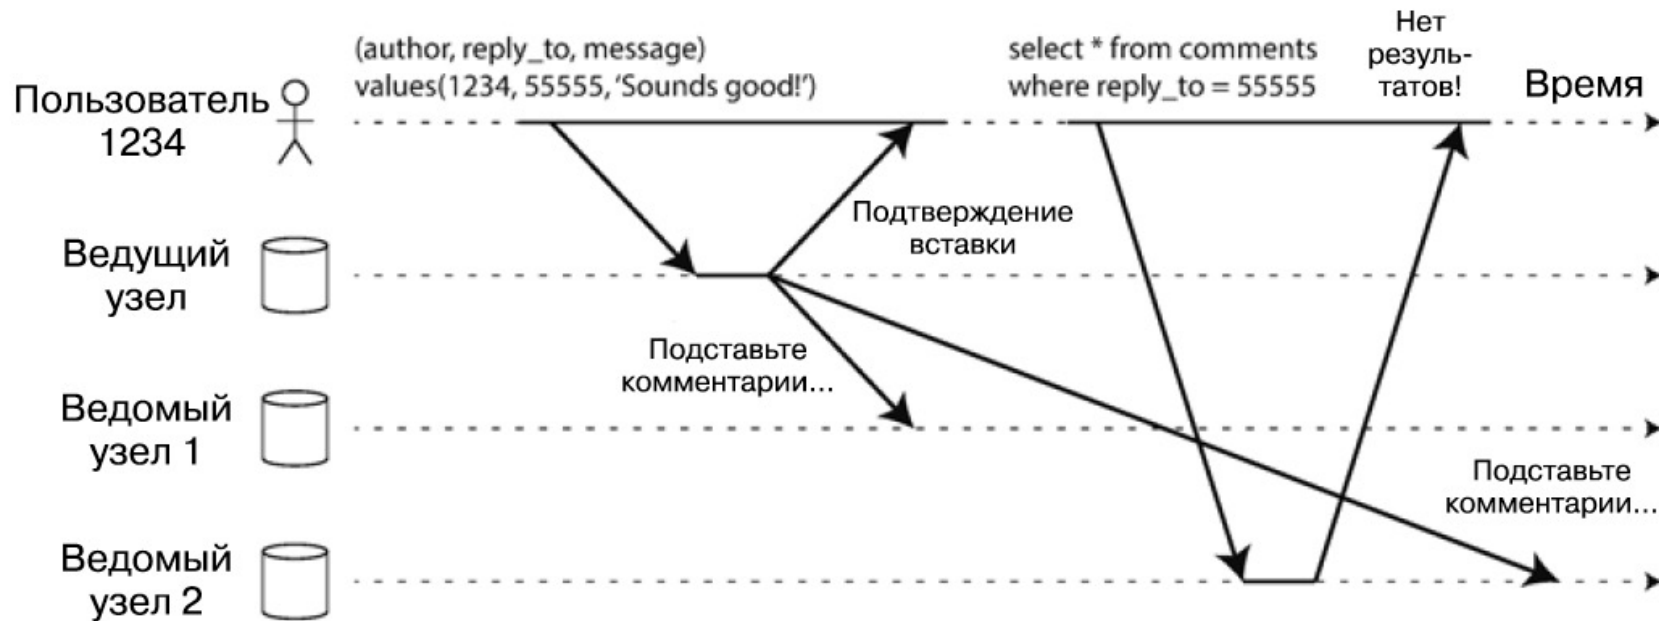 (author, reply_to, message)
values(1234, 55555, ‘Sounds good!’)
select * from comments
where reply_to = 55555
Нет
резуль-
татов!
Время
Пользователь
1234
Подтверждение
вставки
Ведущий
узел
Подставьте
комментарии...
Ведомый
узел 1
Подставьте
комментарии...
Ведомый
узел 2